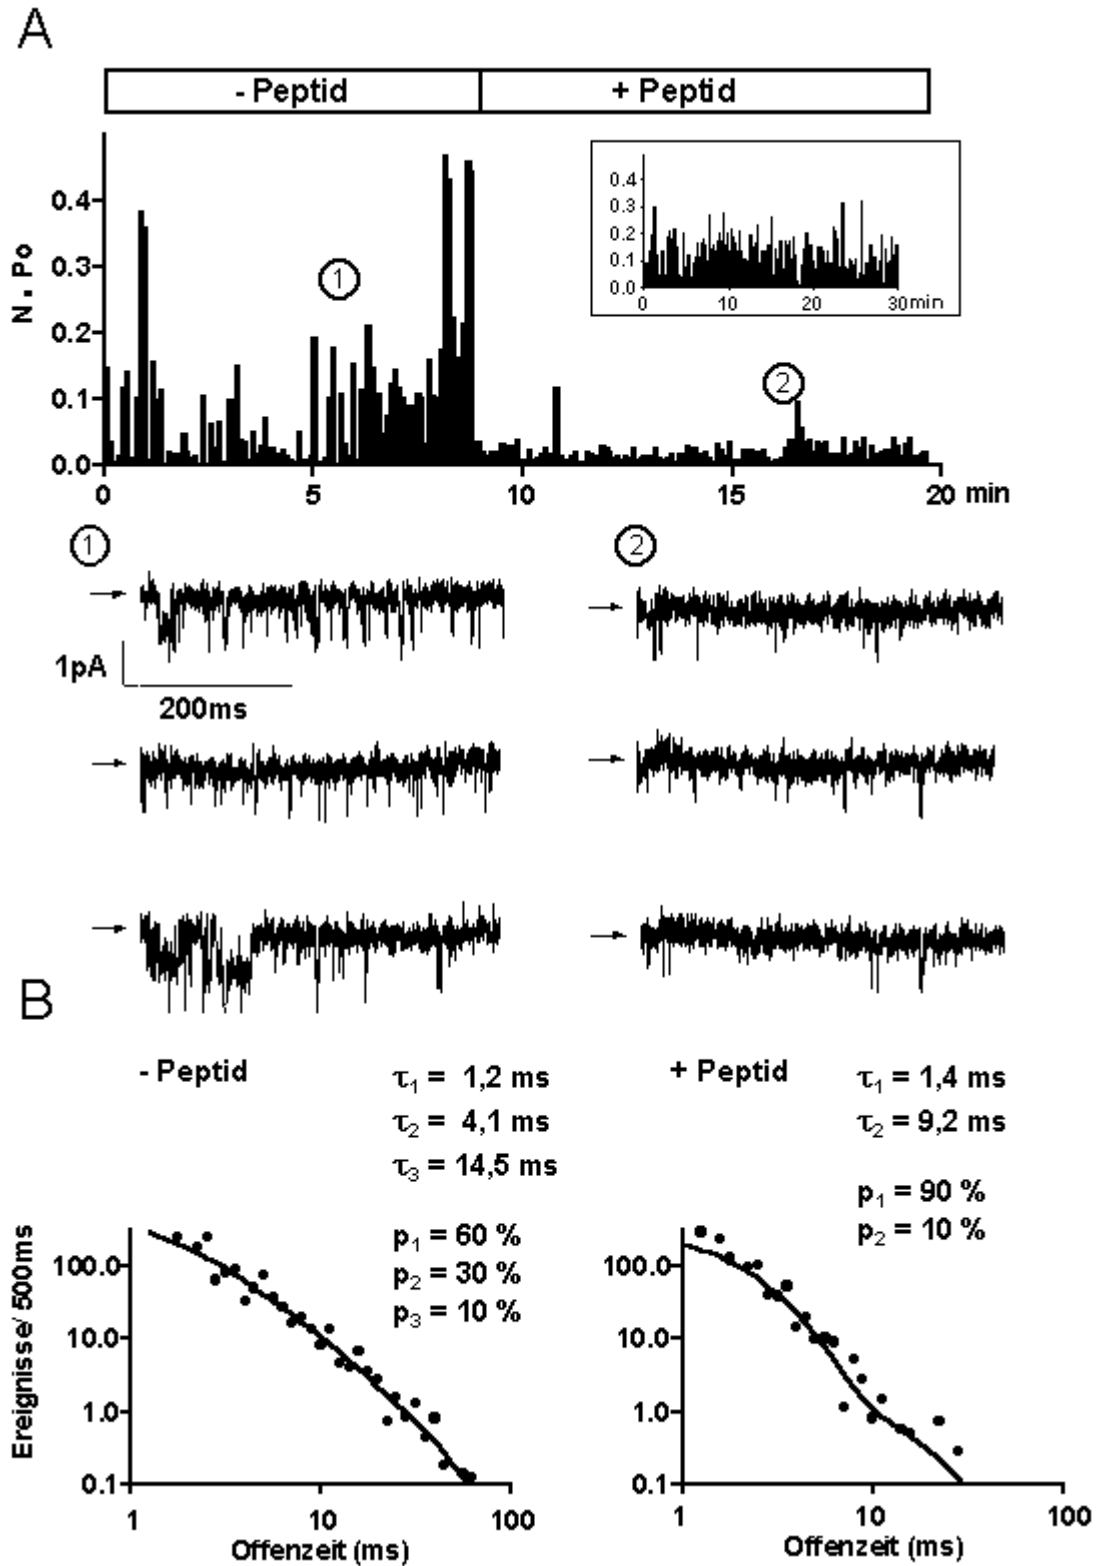 A
- Peptid + Peptid
N. Po
0.4
0.3
0.2
0.1
0.0
0 5 10 15 20 min
1
2
0.4
0.3
0.2
0.1
0.0
0 10 20 30min
1 2
1pA
200ms
B
- Peptid
τ1 = 1,2 ms
τ2 = 4,1 ms
τ3 = 14,5 ms
p1 = 60 %
p2 = 30 %
p3 = 10 %
+ Peptid
τ1 = 1,4 ms
τ2 = 9,2 ms
p1 = 90 %
p2 = 10 %
Ereignisse/ 500ms
100.0
10.0
1.0
0.1
1 10 100
Offenzeit (ms)
100.0
10.0
1.0
0.1
1 10 100
Offenzeit (ms)